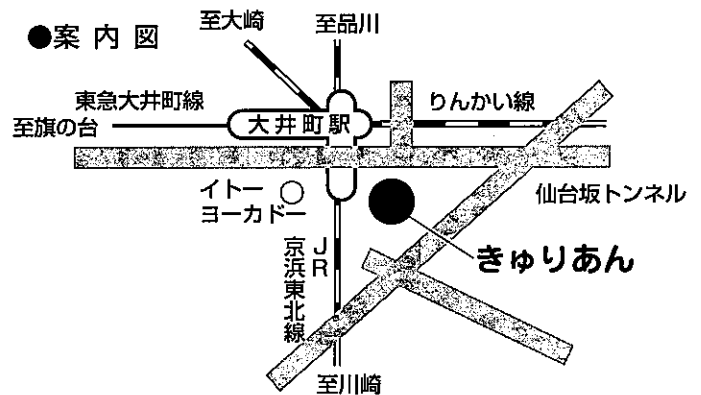 ●案内図
至大崎
至品川
東急大井町線
りんかい線
至旗の台
大井町駅
イトー
ヨーカドー
仙台坂トンネル
きゅりあん
JR
京浜東北線
至川崎